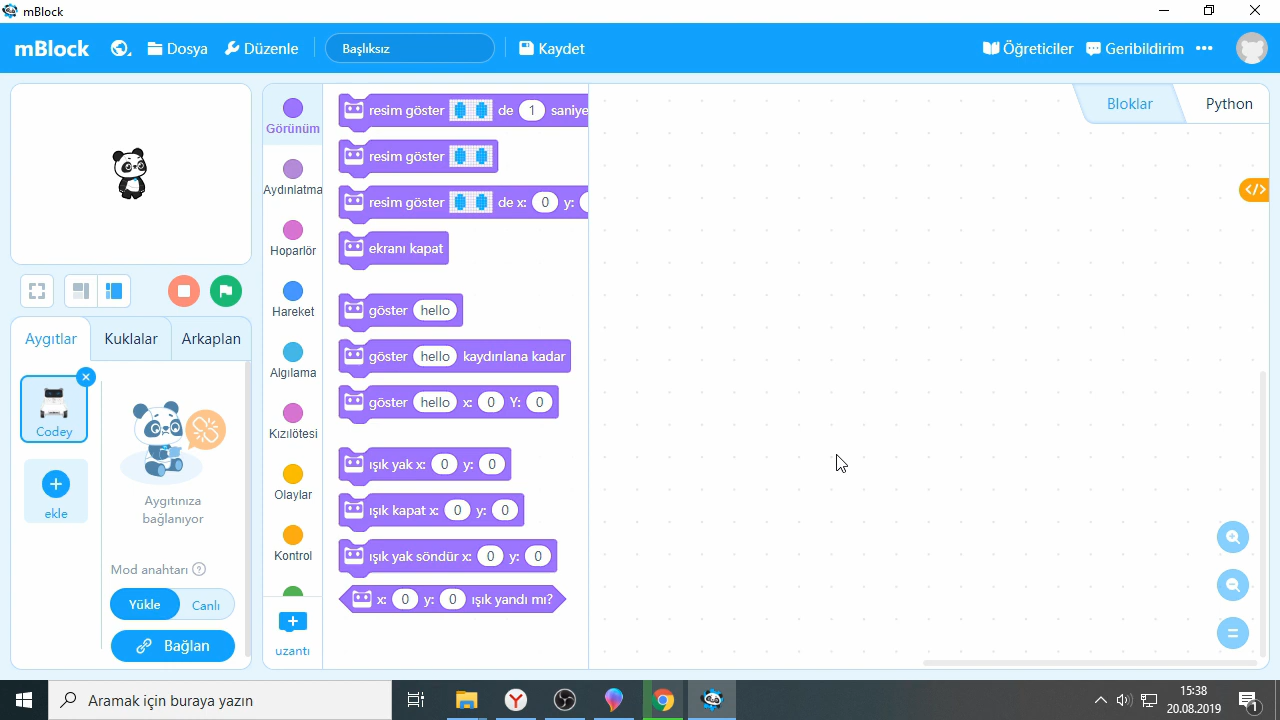 mBlock
mBlock
Dosya
Düzenle
Başlıksız
Kaydet
Öğreticiler
Geribildirim
Aygıtlar
Kuklalar
Arkaplan
Codey
ekle
Aygıtınıza
bağlanıyor
Mod anahtarı ?
Yükle
Canlı
Bağlan
Görünüm
Aydınlatma
Hoparlör
Hareket
Algılama
Kızılötesi
Olaylar
Kontrol
uzantı
resim göster de 1 saniye
resim göster
resim göster de x: 0 y:
ekranı kapat
göster hello
göster hello kaydırılana kadar
göster hello x: 0 Y: 0
ışık yak x: 0 y: 0
ışık kapat x: 0 y: 0
ışık yak söndür x: 0 y: 0
x: 0 y: 0 ışık yandı mı?
Bloklar
Python
</>
Aramak için buraya yazın
15:38
20.08.2019
1